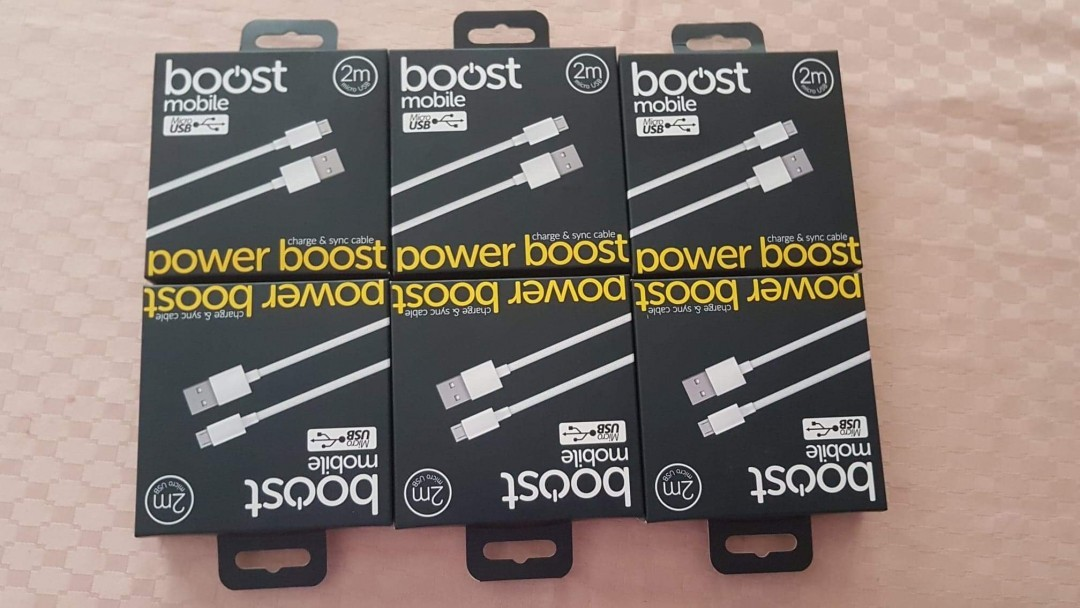 boost
mobile
Micro
USB
2m
micro USB
charge & sync cable
power boost
boost
mobile
Micro
USB
2m
micro USB
charge & sync cable
power boost
boost
mobile
Micro
USB
2m
micro USB
charge & sync cable
power boost
boost
mobile
Micro
USB
2m
micro USB
charge & sync cable
power boost
boost
mobile
Micro
USB
2m
micro USB
charge & sync cable
power boost
boost
mobile
Micro
USB
2m
micro USB
charge & sync cable
power boost